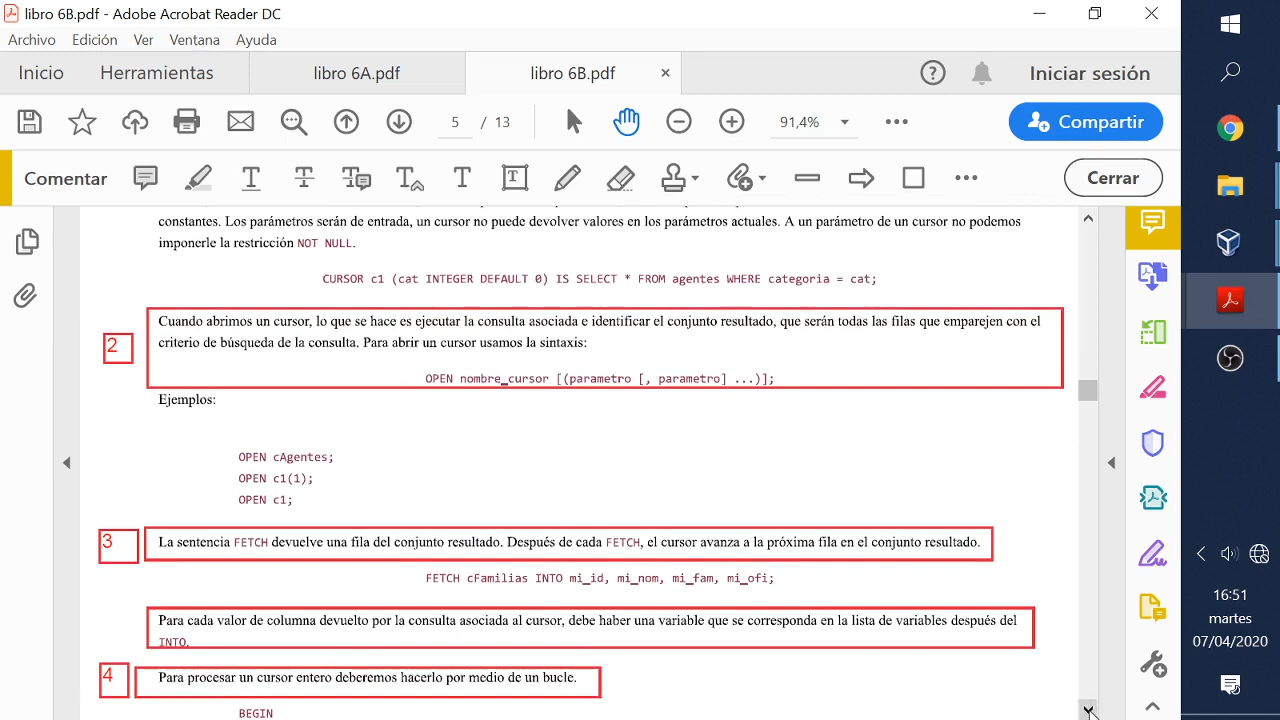 libro 6B.pdf - Adobe Acrobat Reader DC
Archivo Edición Ver Ventana Ayuda
Inicio Herramientas libro 6A.pdf libro 6B.pdf × Iniciar sesión
5 / 13 91,4% Compartir
Comentar Cerrar
constantes. Los parámetros serán de entrada, un cursor no puede devolver valores en los parámetros actuales. A un parámetro de un cursor no podemos
imponerle la restricción NOT NULL.
CURSOR c1 (cat INTEGER DEFAULT 0) IS SELECT * FROM agentes WHERE categoria = cat;
2
Cuando abrimos un cursor, lo que se hace es ejecutar la consulta asociada e identificar el conjunto resultado, que serán todas las filas que emparejen con el
criterio de búsqueda de la consulta. Para abrir un cursor usamos la sintaxis:
OPEN nombre_cursor [(parametro [, parametro] ...)];
Ejemplos:
OPEN cAgentes;
OPEN c1(1);
OPEN c1;
3
La sentencia FETCH devuelve una fila del conjunto resultado. Después de cada FETCH, el cursor avanza a la próxima fila en el conjunto resultado.
FETCH cFamilias INTO mi_id, mi_nom, mi_fam, mi_ofi;
Para cada valor de columna devuelto por la consulta asociada al cursor, debe haber una variable que se corresponda en la lista de variables después del
INTO.
4
Para procesar un cursor entero deberemos hacerlo por medio de un bucle.
BEGIN
16:51
martes
07/04/2020